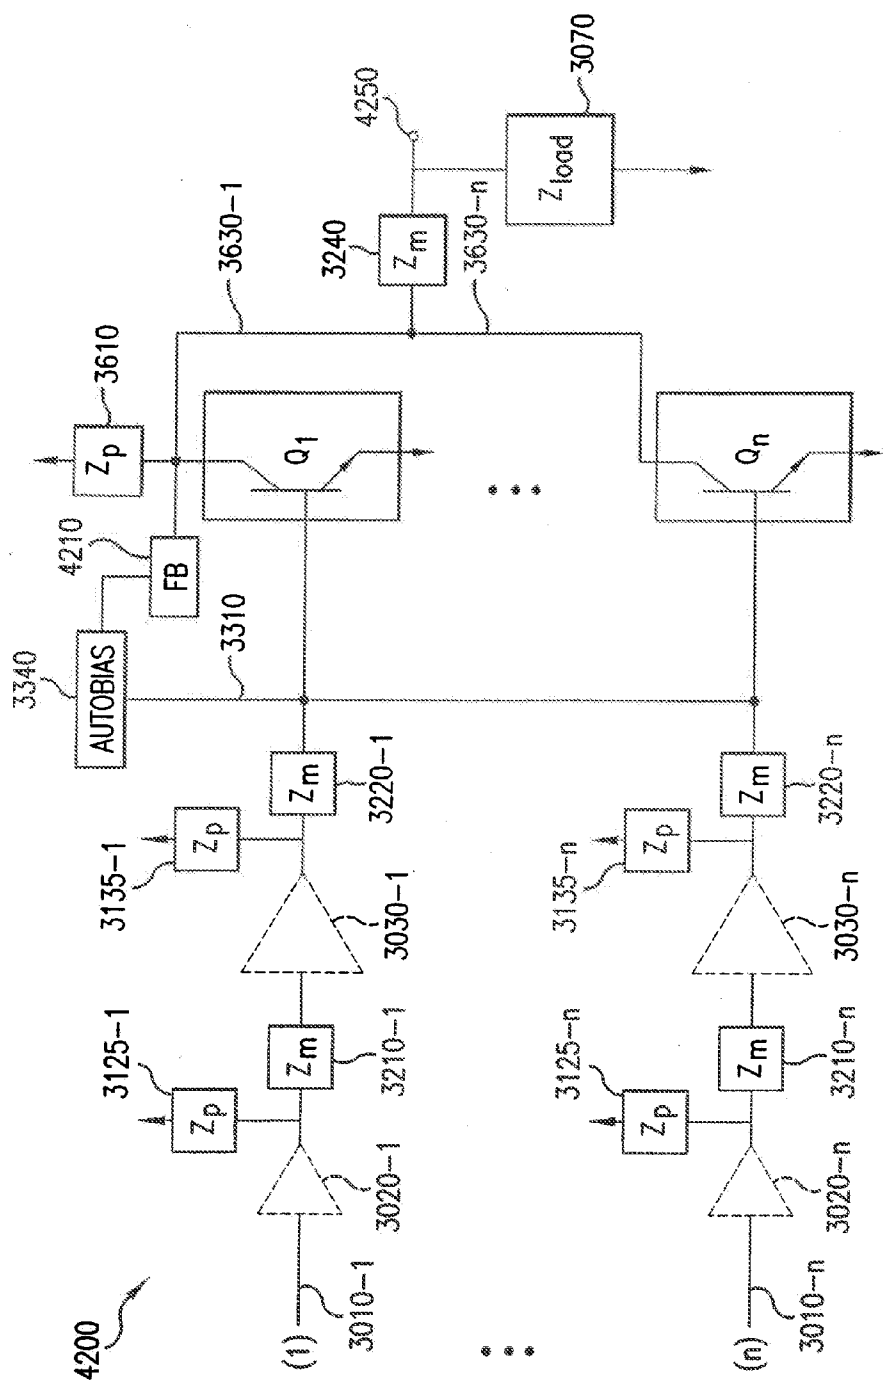 4200
(1)
3010-1
3020-1
3125-1
Zp
Zm
3210-1
3030-1
3135-1
Zp
Zm
3220-1
3340
AUTOBIAS
3310
4210
FB
Zp
3610
Q1
3630-1
3240
Zm
3630-n
4250
Zload
3070
(n)
3010-n
3020-n
3125-n
Zp
Zm
3210-n
3030-n
3135-n
Zp
Zm
3220-n
Qn